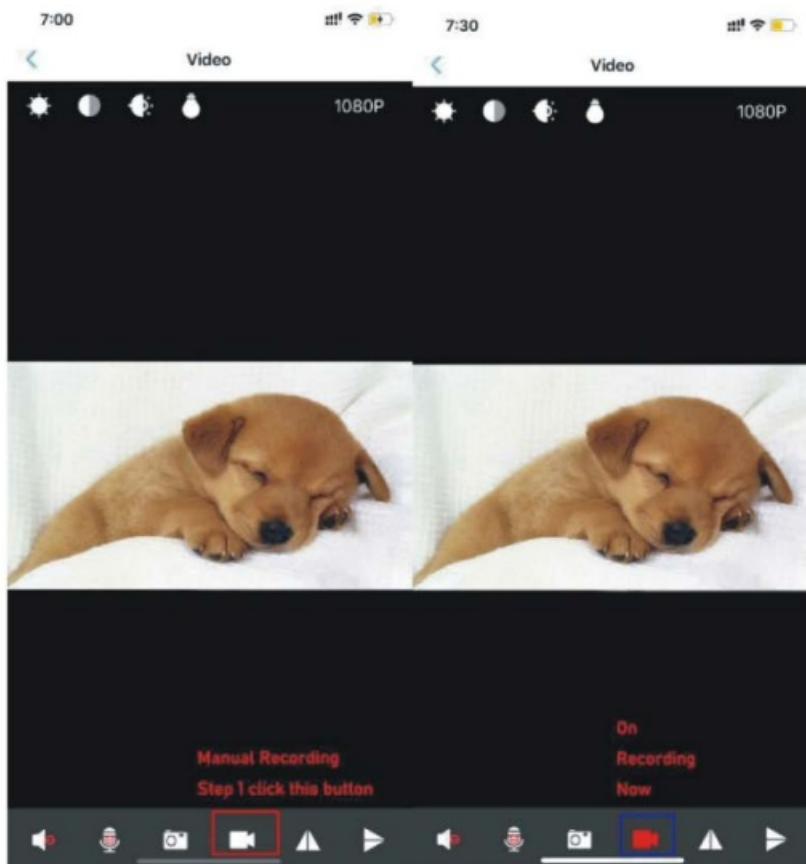 7:00
Video
1080P
Manual Recording
Step 1 click this button
7:30
Video
1080P
On
Recording
Now